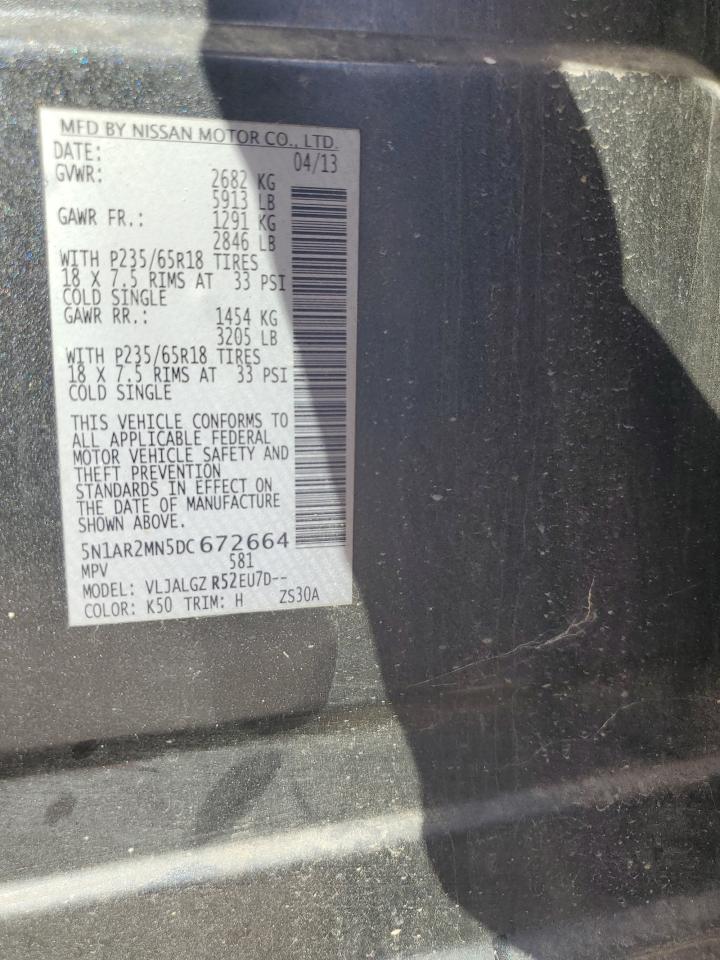 MFD BY NISSAN MOTOR CO., LTD.
DATE: 04/13
GVWR: 2682 KG
5913 LB
GAWR FR.: 1291 KG
2846 LB
WITH P235/65R18 TIRES
18 X 7.5 RIMS AT 33 PSI
COLD SINGLE
GAWR RR.: 1454 KG
3205 LB
WITH P235/65R18 TIRES
18 X 7.5 RIMS AT 33 PSI
COLD SINGLE
THIS VEHICLE CONFORMS TO
ALL APPLICABLE FEDERAL
MOTOR VEHICLE SAFETY AND
THEFT PREVENTION
STANDARDS IN EFFECT ON
THE DATE OF MANUFACTURE
SHOWN ABOVE.
5N1AR2MN5DC672664
MPV 581
MODEL: VLJALGZ R52EU7D--
COLOR: K50 TRIM: H ZS30A